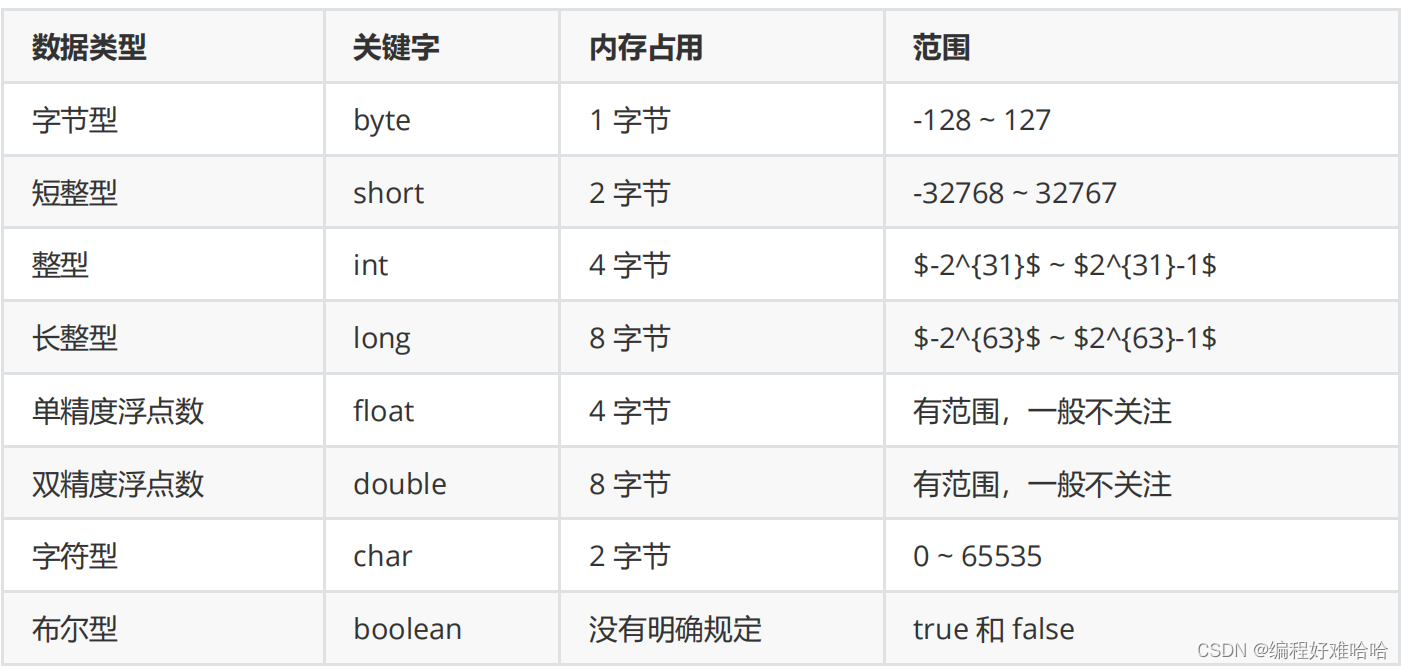 数据类型 关键字 内存占用 范围
字节型 byte 1 字节 -128 ~ 127
短整型 short 2 字节 -32768 ~ 32767
整型 int 4 字节 $-2^{31}$ ~ $2^{31}-1$
长整型 long 8 字节 $-2^{63}$ ~ $2^{63}-1$
单精度浮点数 float 4 字节 有范围，一般不关注
双精度浮点数 double 8 字节 有范围，一般不关注
字符型 char 2 字节 0 ~ 65535
布尔型 boolean 没有明确规定 true 和 false
CSDN @编程好难哈哈